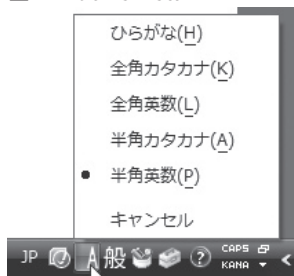 ひらがな(H)
全角カタカナ(K)
全角英数(L)
半角カタカナ(A)
● 半角英数(P)
キャンセル
JP A 般 ? CAPS KANA